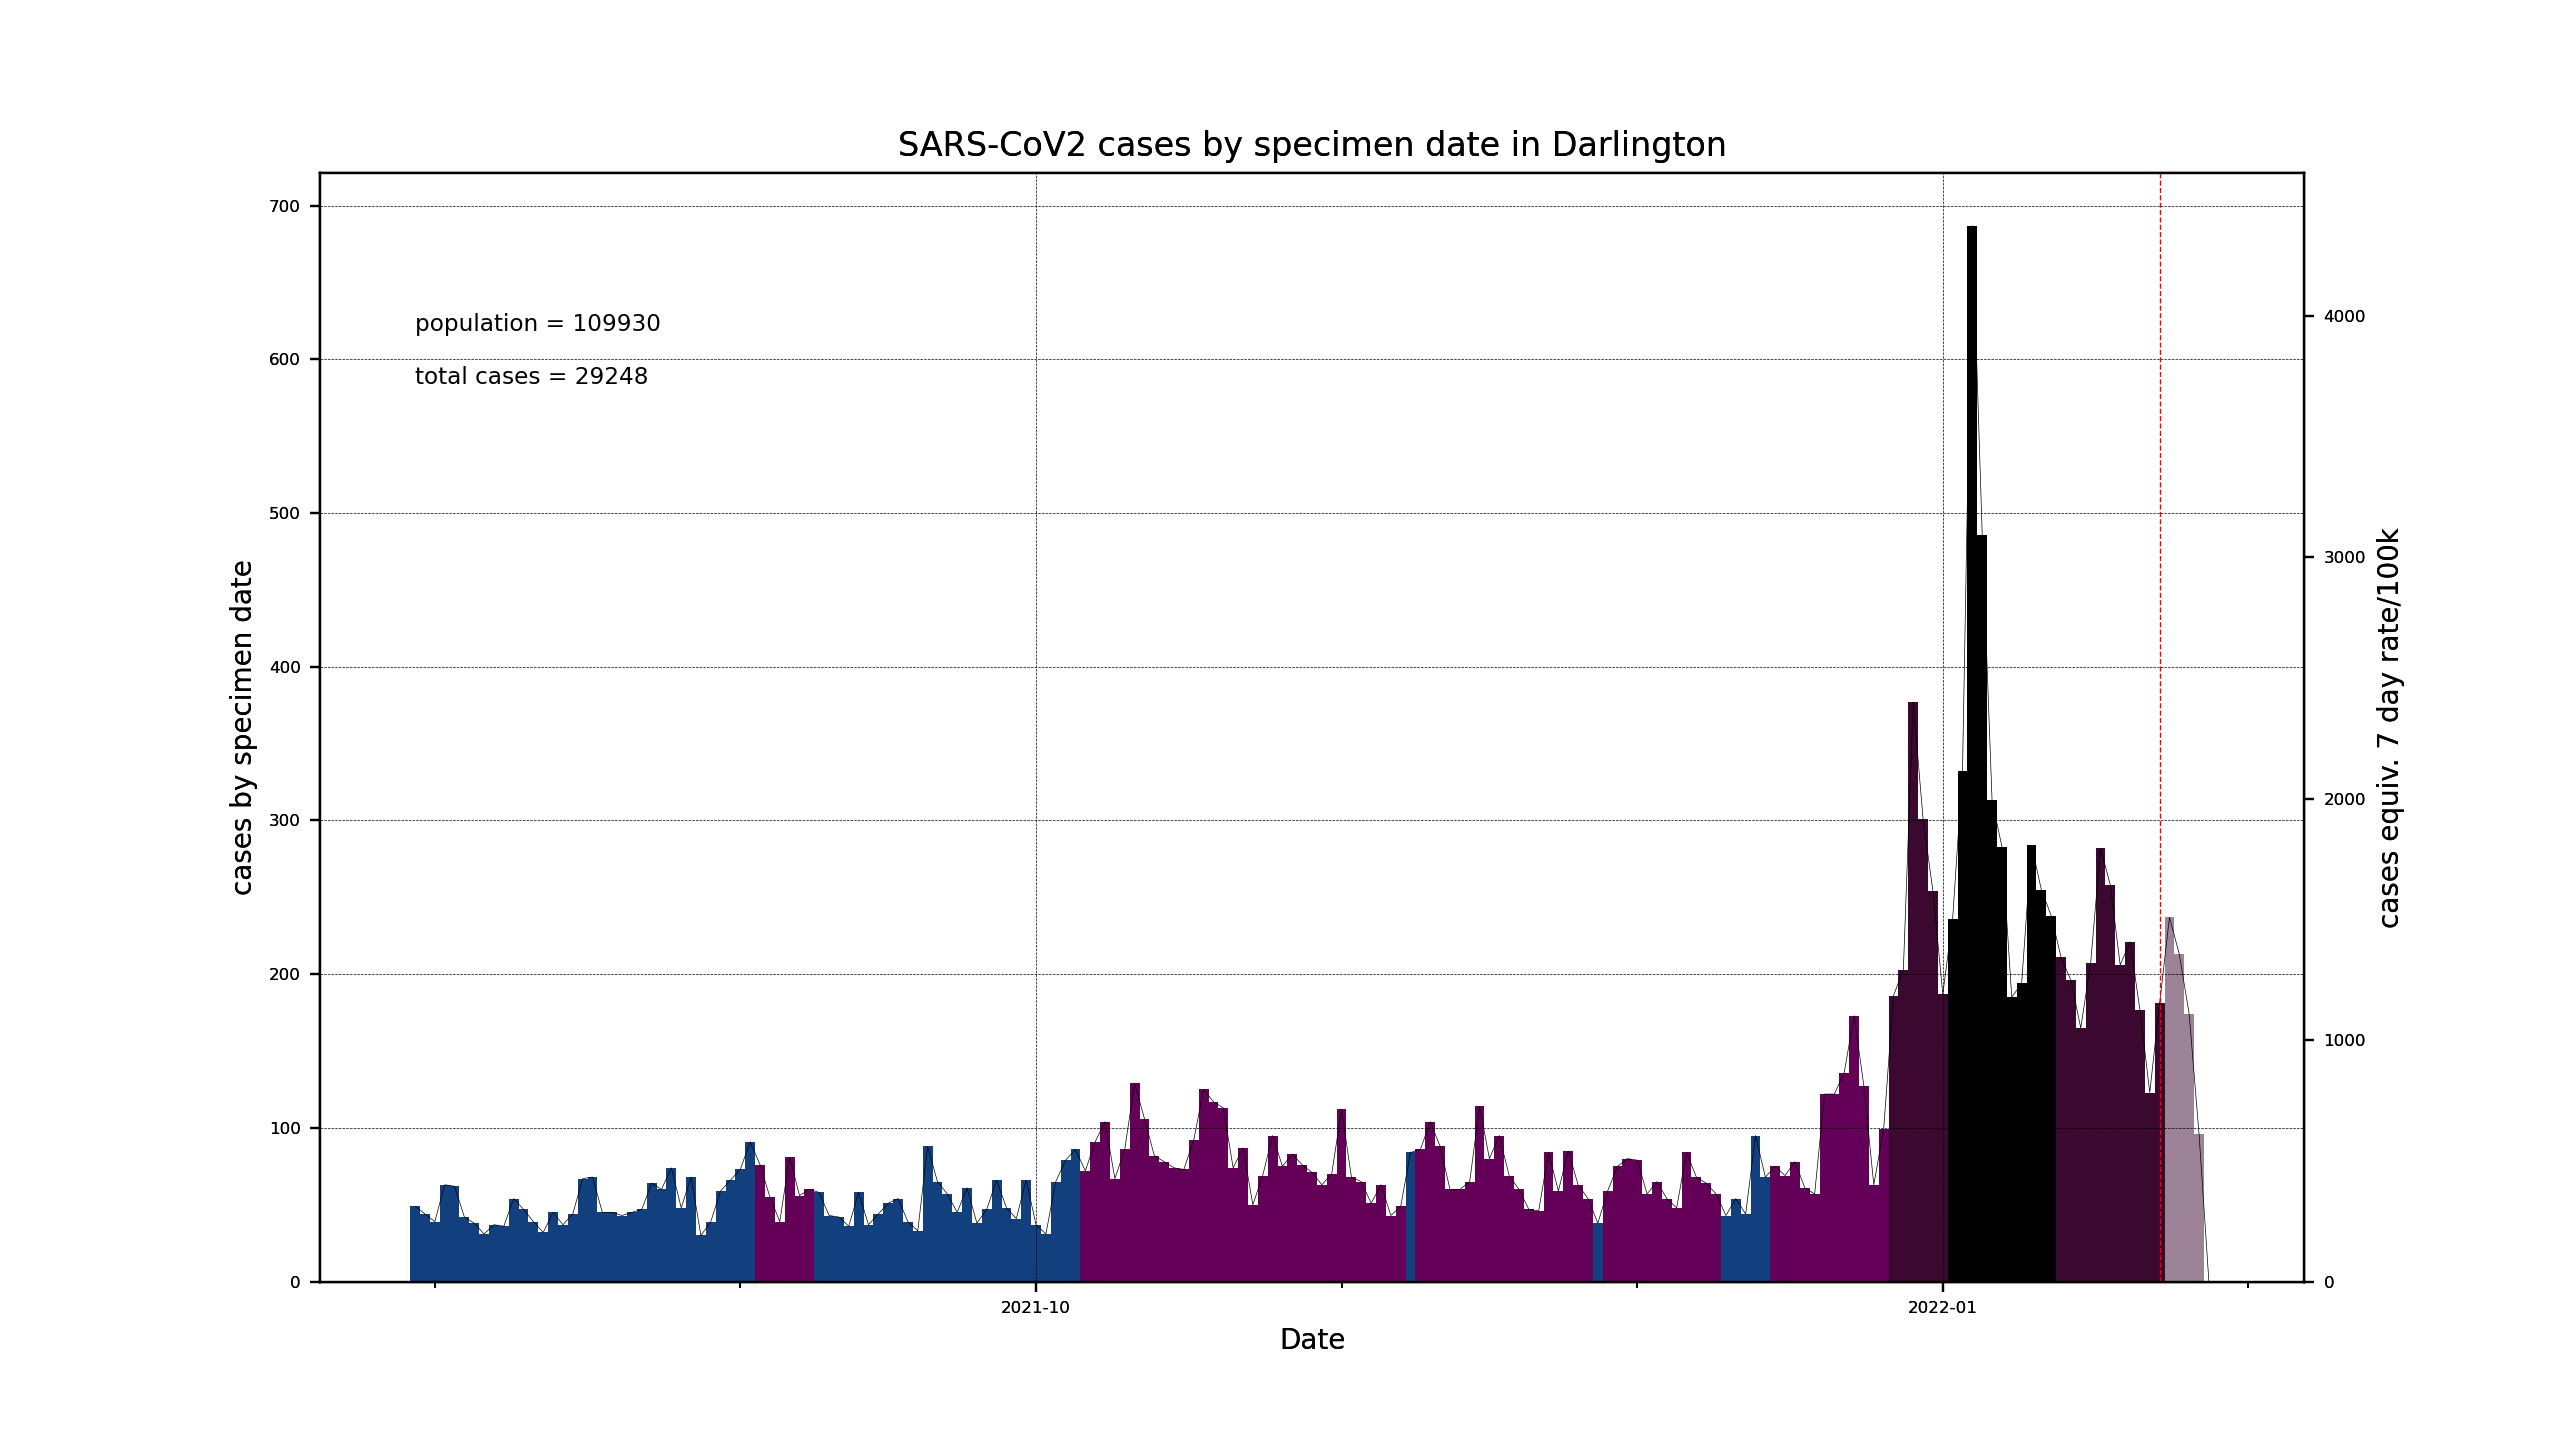 SARS-CoV2 cases by specimen date in Darlington
population = 109930
total cases = 29248
cases by specimen date
700
600
500
400
300
200
100
0
4000
3000
2000
1000
0
cases equiv. 7 day rate/100k
2021-10
2022-01
Date